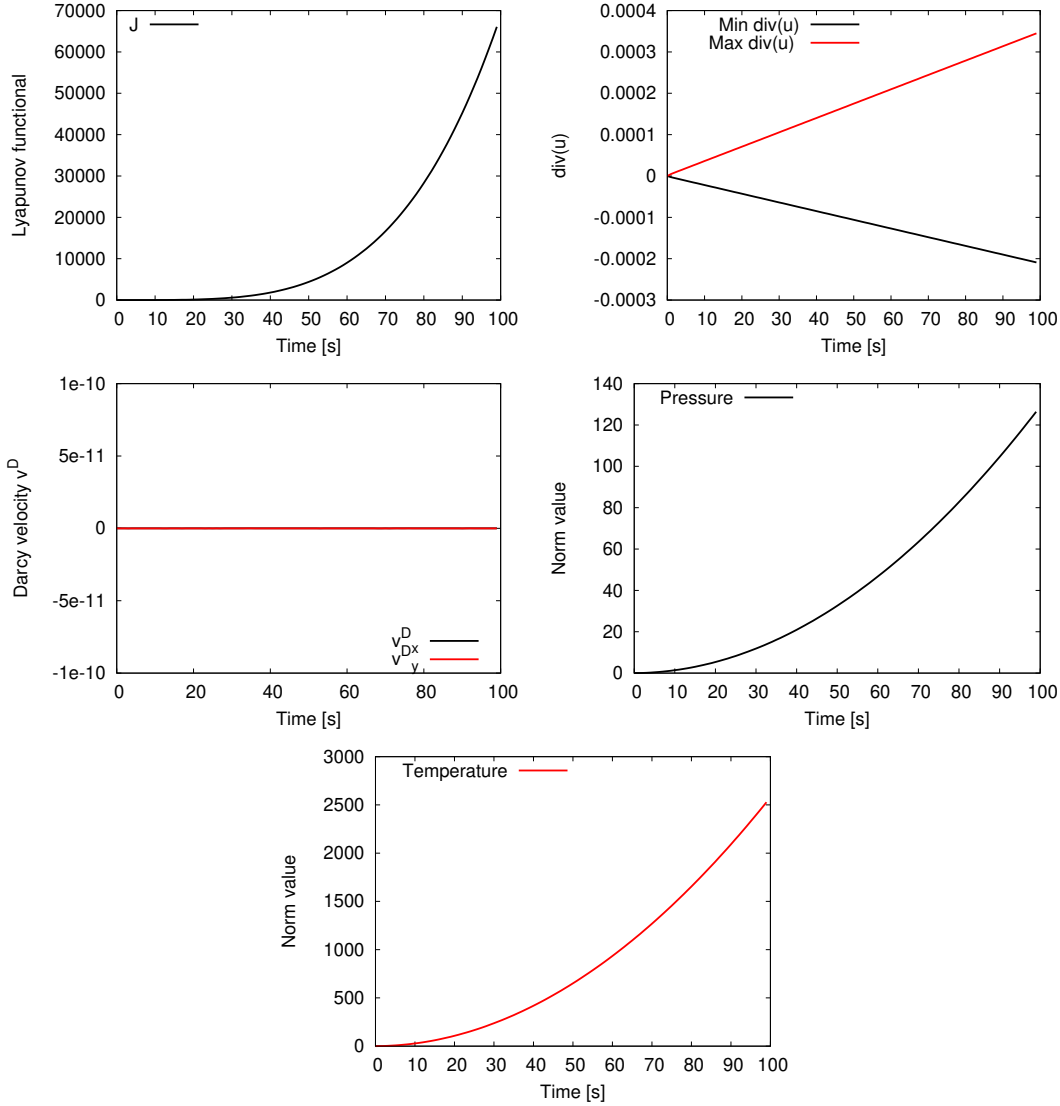 J
Lyapunov functional
70000
60000
50000
40000
30000
20000
10000
0
0 10 20 30 40 50 60 70 80 90 100
Time [s]
Min div(u)
Max div(u)
div(u)
0.0004
0.0003
0.0002
0.0001
0
-0.0001
-0.0002
-0.0003
0 10 20 30 40 50 60 70 80 90 100
Time [s]
Darcy velocity v^D
1e-10
5e-11
0
-5e-11
-1e-10
v^D_x
v^D_y
0 20 40 60 80 100
Time [s]
Pressure
Norm value
140
120
100
80
60
40
20
0
0 10 20 30 40 50 60 70 80 90 100
Time [s]
Temperature
Norm value
3000
2500
2000
1500
1000
500
0
0 10 20 30 40 50 60 70 80 90 100
Time [s]